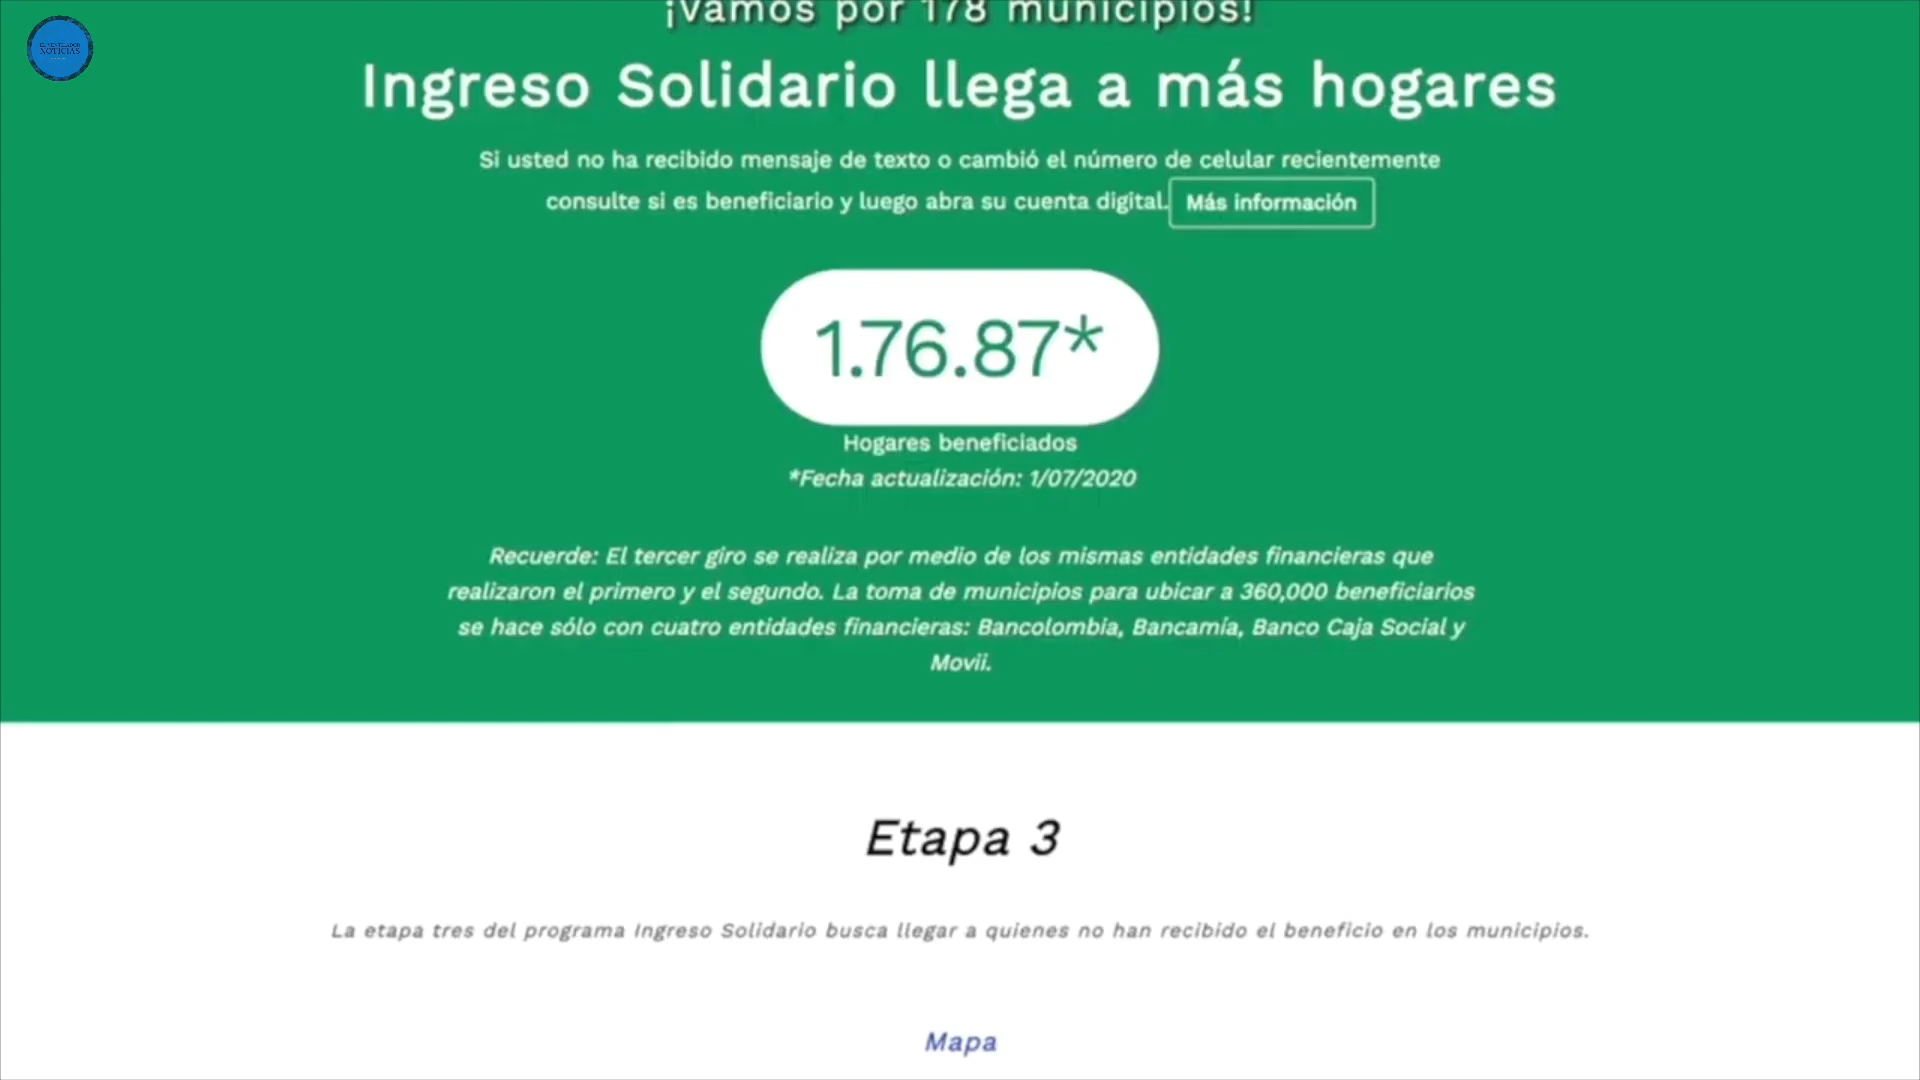 ¡Vamos por 178 municipios!
NOTICIAS
Ingreso Solidario llega a más hogares
Si usted no ha recibido mensaje de texto o cambió el número de celular recientemente
consulte si es beneficiario y luego abra su cuenta digital. Más información
1.76.87*
Hogares beneficiados
*Fecha actualización: 1/07/2020
Recuerde: El tercer giro se realiza por medio de los mismas entidades financieras que
realizaron el primero y el segundo. La toma de municipios para ubicar a 360,000 beneficiarios
se hace sólo con cuatro entidades financieras: Bancolombia, Bancamía, Banco Caja Social y
Movii.
Etapa 3
La etapa tres del programa Ingreso Solidario busca llegar a quienes no han recibido el beneficio en los municipios.
Mapa